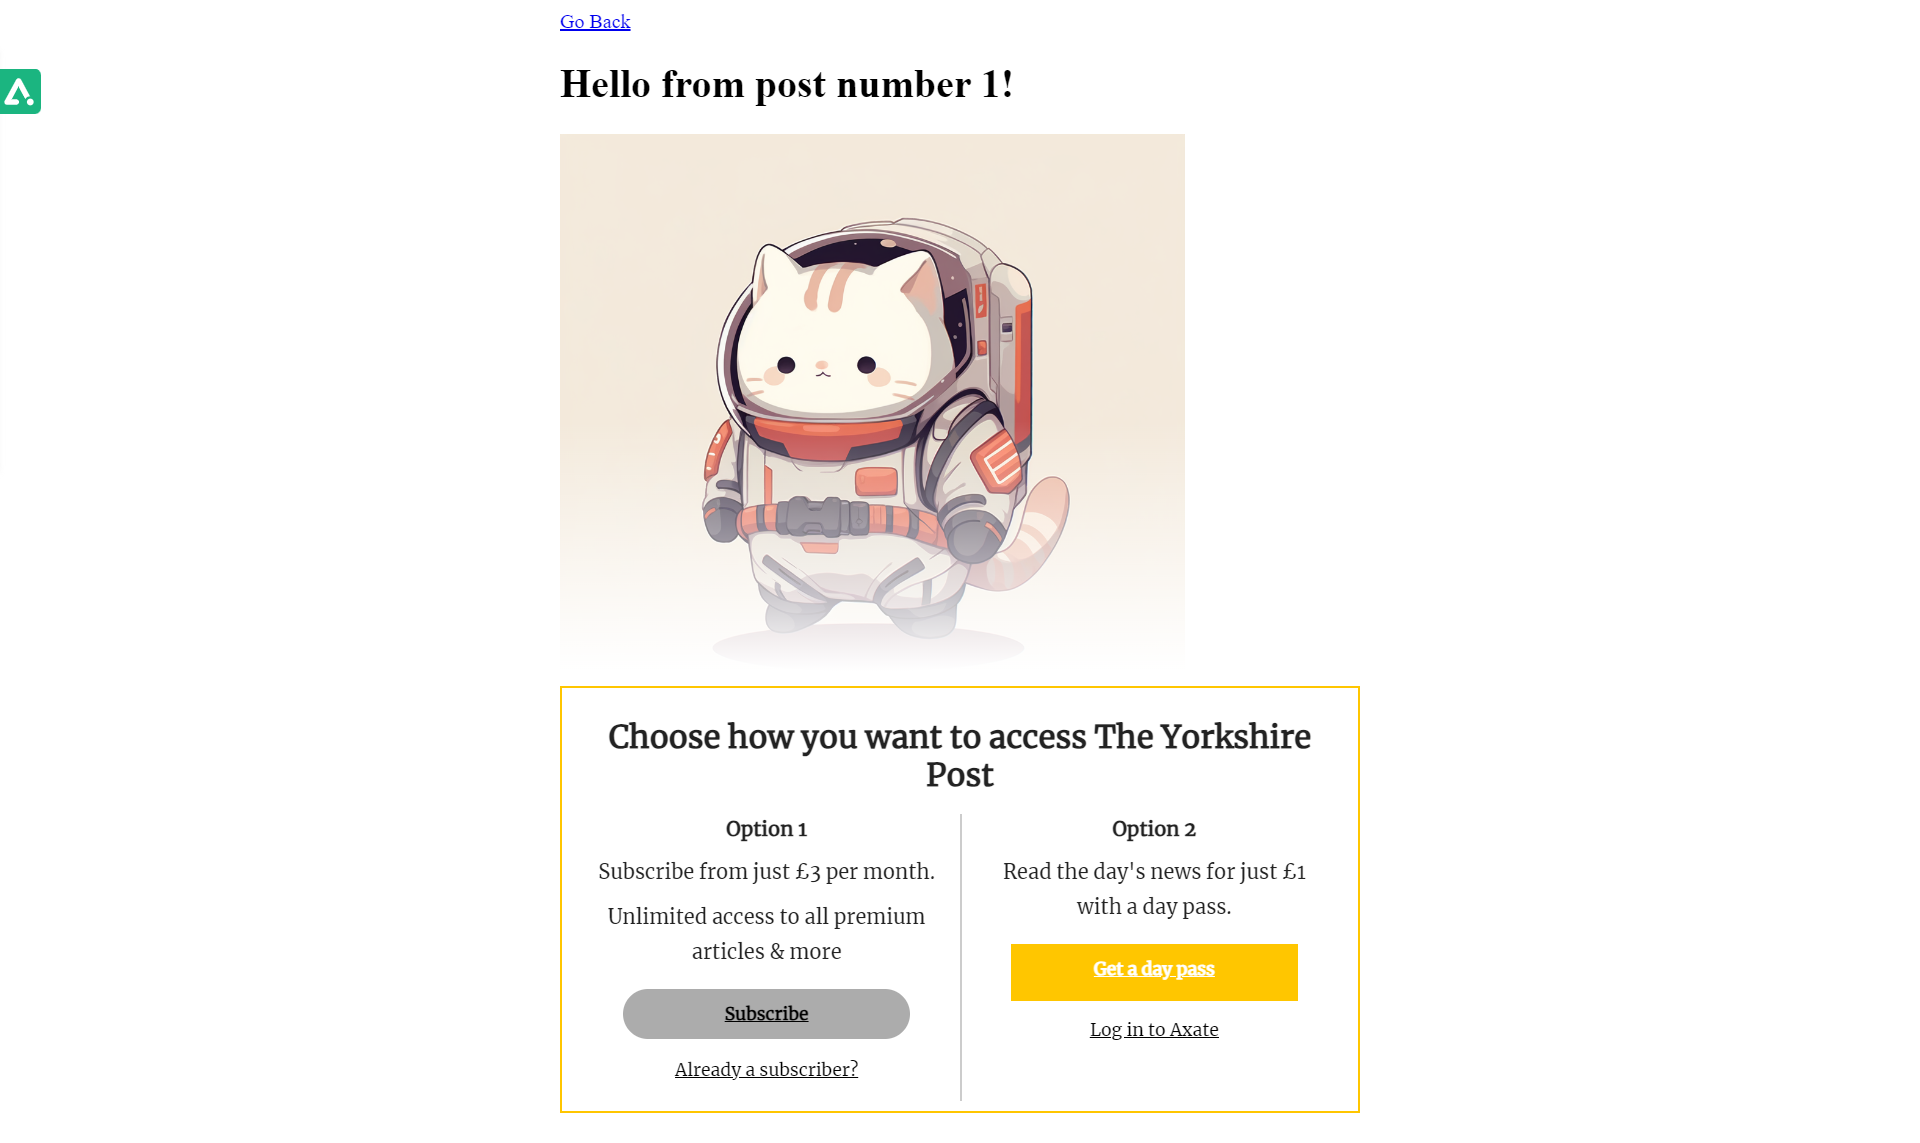 Go Back
Hello from post number 1!
Choose how you want to access The Yorkshire
Post
Option 1
Subscribe from just £3 per month.
Unlimited access to all premium
articles & more
Subscribe
Already a subscriber?
Option 2
Read the day's news for just £1
with a day pass.
Get a day pass
Log in to Axate